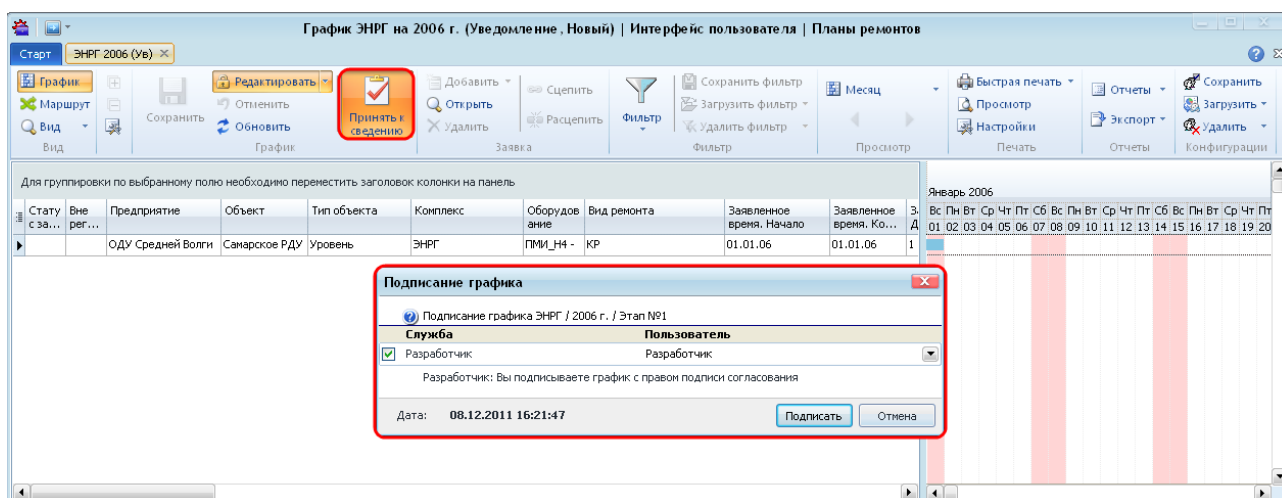 График ЭНРГ на 2006 г. (Уведомление, Новый) | Интерфейс пользователя | Планы ремонтов
Старт ЭНРГ 2006 (Ув)
График Редактировать Добавить Сцепить Сохранить фильтр Месяц Быстрая печать Отчеты Сохранить
Маршрут Сохранить Отменить Принять к сведению Открыть Расцепить Фильтр Загрузить фильтр Просмотр Экспорт Загрузить
Вид Обновить Удалить Удалить фильтр Настройки Удалить
Вид График Заявка Фильтр Просмотр Печать Отчеты Конфигурации
Для группировки по выбранному полю необходимо переместить заголовок колонки на панель
Январь 2006
Стату Вне Предприятие Объект Тип объекта Комплекс Оборудов Вид ремонта Заявленное Заявленное З. Вс Пн Вт Ср Чт Пт Сб Вс Пн Вт Ср Чт Пт Сб Вс Пн Вт Ср Чт Пт
с за... рег... ание время. Начало время. Ко... Д 01 02 03 04 05 06 07 08 09 10 11 12 13 14 15 16 17 18 19 20
ОДУ Средней Волги Самарское РДУ Уровень ЭНРГ ПМИ_Н4 - КР 01.01.06 01.01.06 1
Подписание графика
Подписание графика ЭНРГ / 2006 г. / Этап №1
Служба Пользователь
Разработчик Разработчик
Разработчик: Вы подписываете график с правом подписи согласования
Дата: 08.12.2011 16:21:47 Подписать Отмена